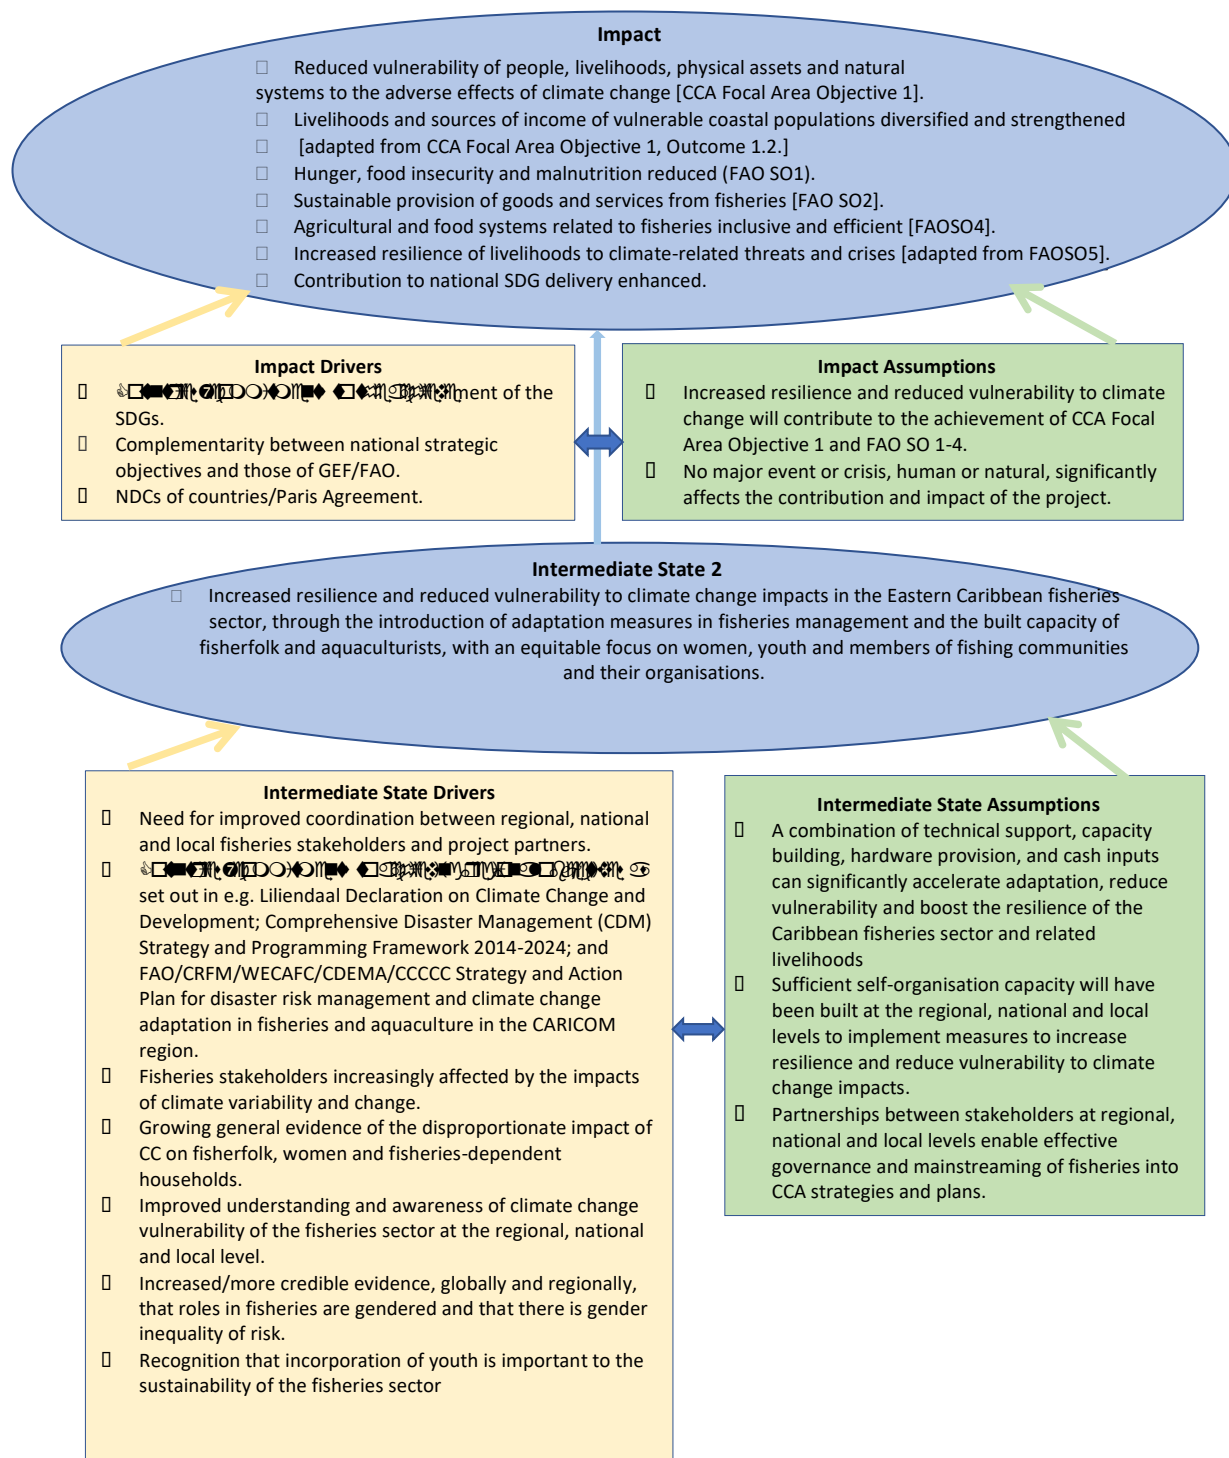 Impact
Reduced vulnerability of people, livelihoods, physical assets and natural
systems to the adverse effects of climate change [CCA Focal Area Objective 1].
Livelihoods and sources of income of vulnerable coastal populations diversified and strengthened
[adapted from CCA Focal Area Objective 1, Outcome 1.2.]
Hunger, food insecurity and malnutrition reduced (FAO SO1).
Sustainable provision of goods and services from fisheries [FAO SO2].
Agricultural and food systems related to fisheries inclusive and efficient [FAOSO4].
Increased resilience of livelihoods to climate-related threats and crises [adapted from FAOSO5].
Contribution to national SDG delivery enhanced.
Impact Drivers
of the
SDGs.
Complementarity between national strategic
objectives and those of GEF/FAO.
NDCs of countries/Paris Agreement.
Impact Assumptions
Increased resilience and reduced vulnerability to climate
change will contribute to the achievement of CCA Focal
Area Objective 1 and FAO SO 1-4.
No major event or crisis, human or natural, significantly
affects the contribution and impact of the project.
Intermediate State 2
Increased resilience and reduced vulnerability to climate change impacts in the Eastern Caribbean fisheries
sector, through the introduction of adaptation measures in fisheries management and the built capacity of
fisherfolk and aquaculturists, with an equitable focus on women, youth and members of fishing communities
and their organisations.
Intermediate State Drivers
Need for improved coordination between regional, national
and local fisheries stakeholders and project partners.
set out in e.g. Liliendaal Declaration on Climate Change and
Development; Comprehensive Disaster Management (CDM)
Strategy and Programming Framework 2014-2024; and
FAO/CRFM/WECAFC/CDEMA/CCCCC Strategy and Action
Plan for disaster risk management and climate change
adaptation in fisheries and aquaculture in the CARICOM
region.
Fisheries stakeholders increasingly affected by the impacts
of climate variability and change.
Growing general evidence of the disproportionate impact of
CC on fisherfolk, women and fisheries-dependent
households.
Improved understanding and awareness of climate change
vulnerability of the fisheries sector at the regional, national
and local level.
Increased/more credible evidence, globally and regionally,
that roles in fisheries are gendered and that there is gender
inequality of risk.
Recognition that incorporation of youth is important to the
sustainability of the fisheries sector
Intermediate State Assumptions
A combination of technical support, capacity
building, hardware provision, and cash inputs
can significantly accelerate adaptation, reduce
vulnerability and boost the resilience of the
Caribbean fisheries sector and related
livelihoods
Sufficient self-organisation capacity will have
been built at the regional, national and local
levels to implement measures to increase
resilience and reduce vulnerability to climate
change impacts.
Partnerships between stakeholders at regional,
national and local levels enable effective
governance and mainstreaming of fisheries into
CCA strategies and plans.